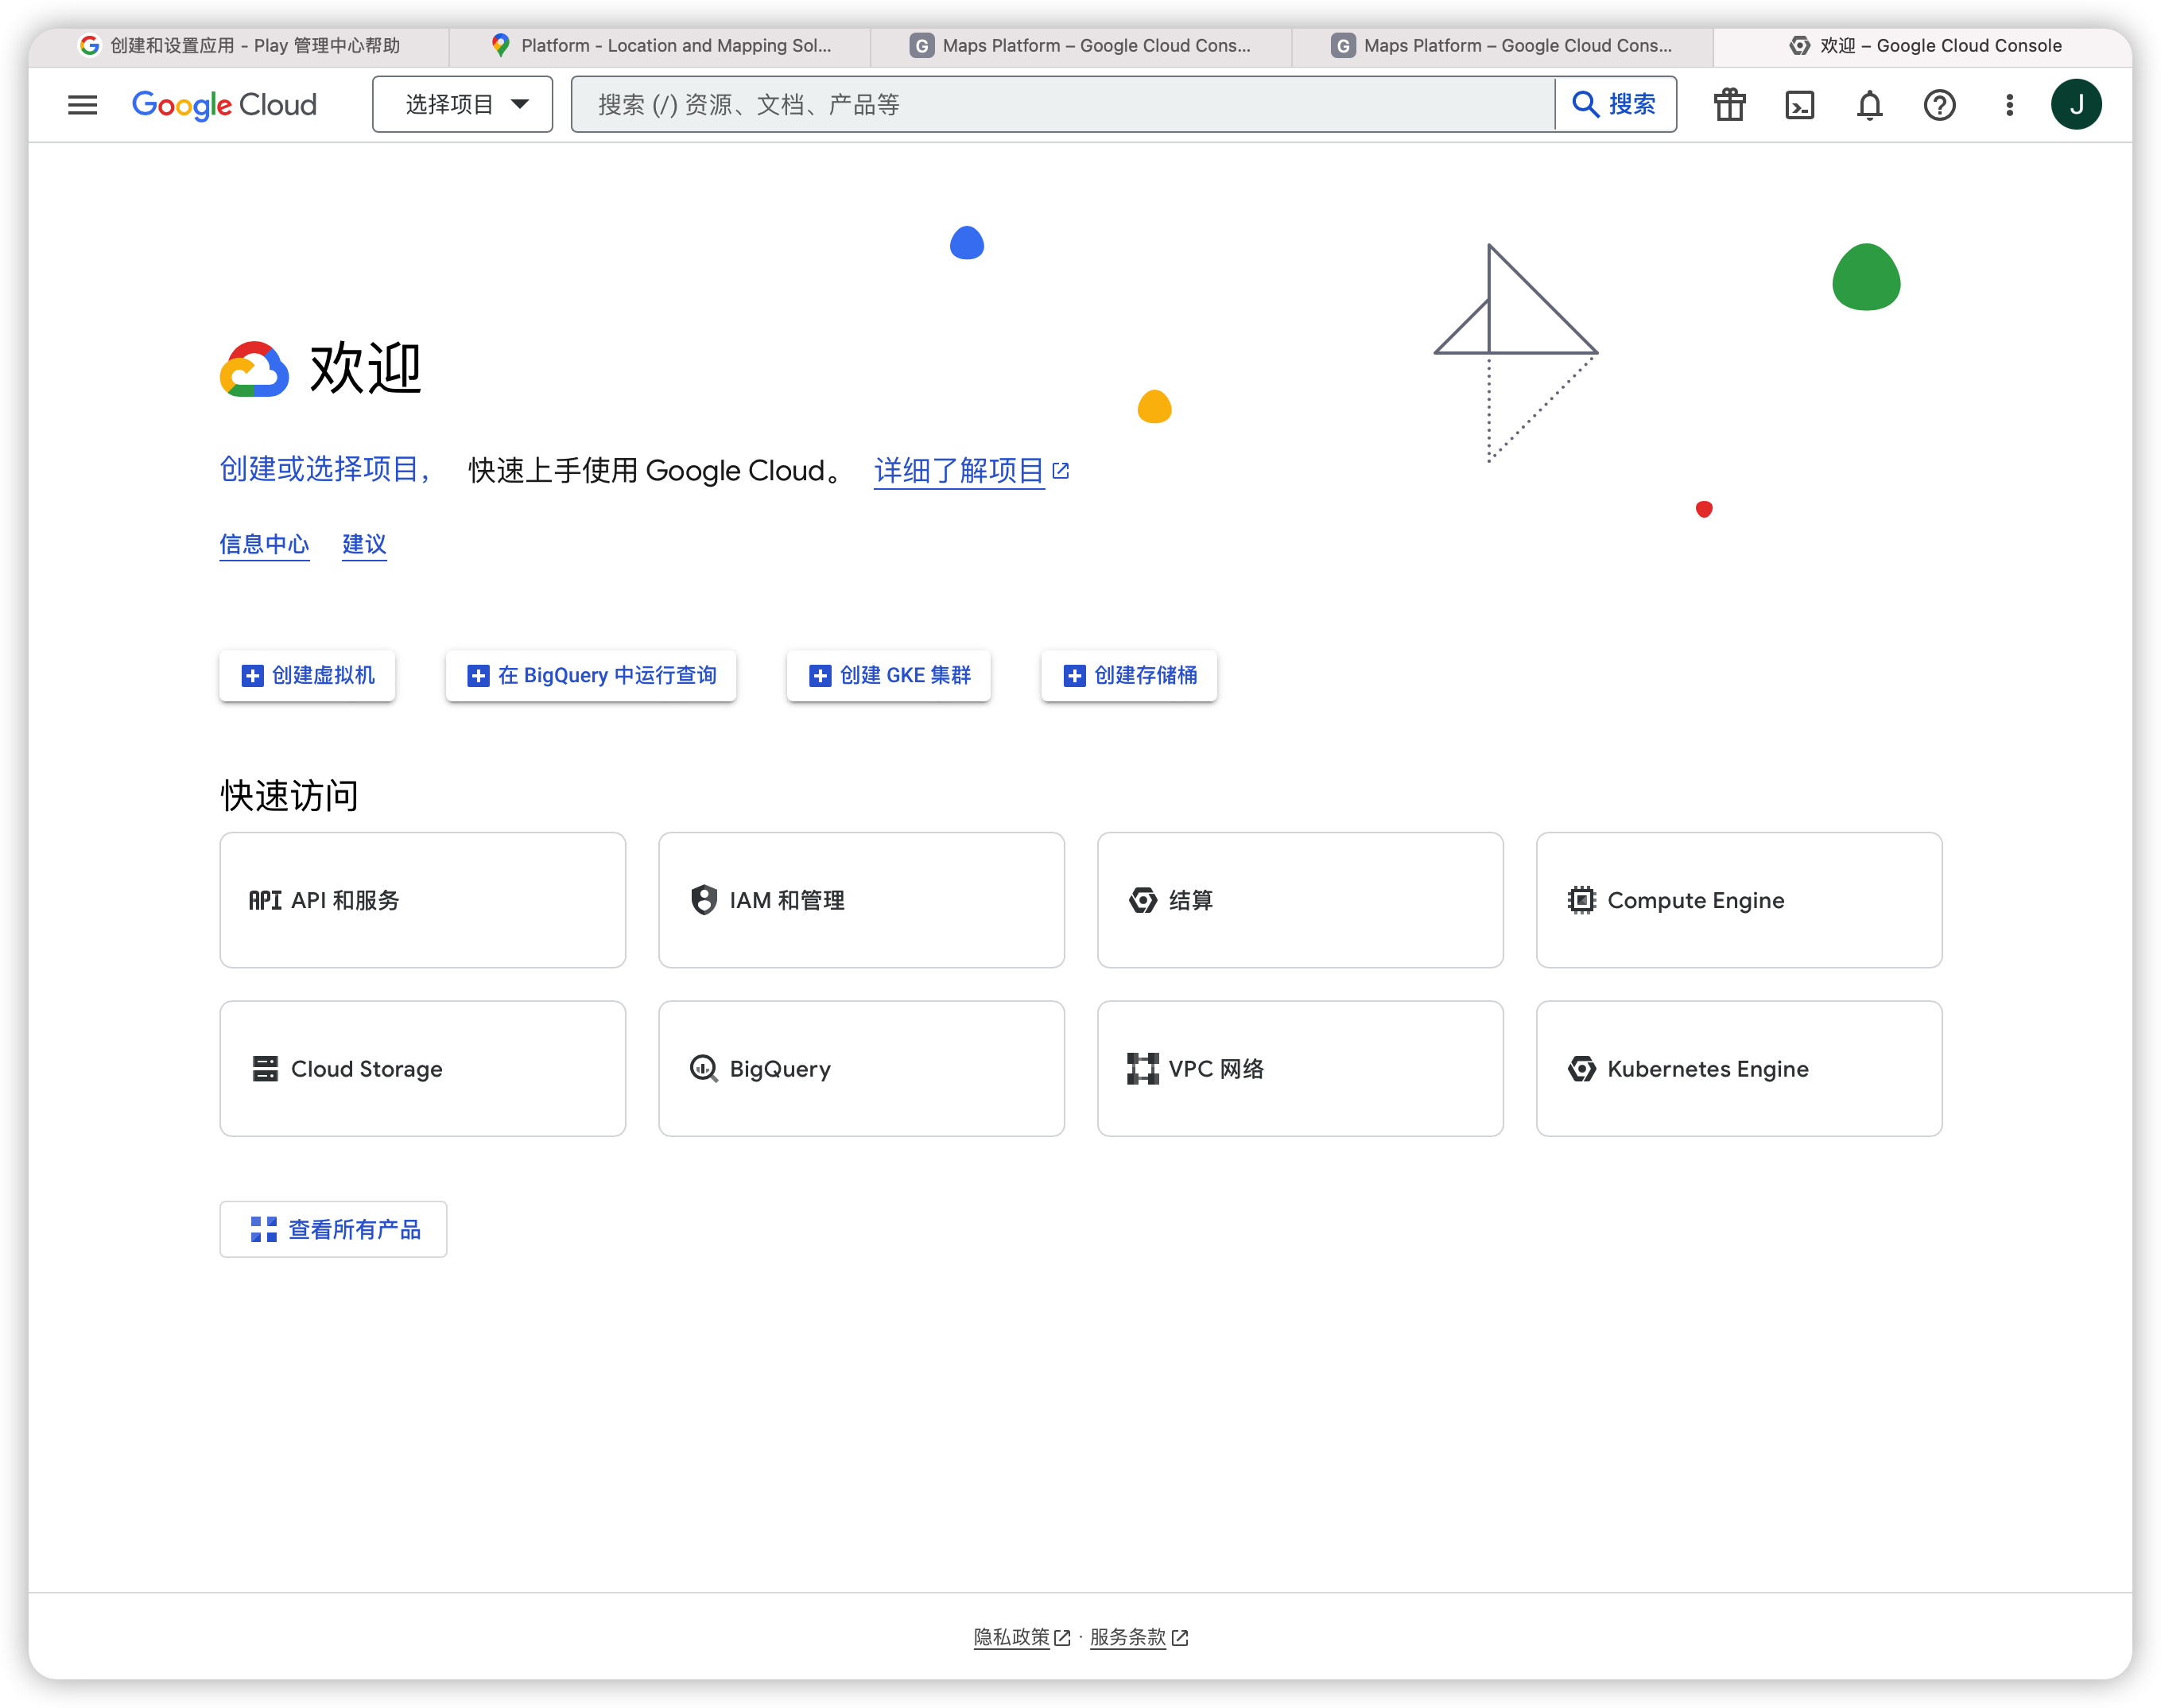 创建和设置应用 - Play 管理中心帮助
Platform - Location and Mapping Sol...
G Maps Platform – Google Cloud Cons...
G Maps Platform – Google Cloud Cons...
欢迎 – Google Cloud Console
Google Cloud
选择项目
搜索 (/) 资源、文档、产品等
搜索
J
欢迎
创建或选择项目, 快速上手使用 Google Cloud。 详细了解项目
信息中心 建议
创建虚拟机
在 BigQuery 中运行查询
创建 GKE 集群
创建存储桶
快速访问
API API 和服务
IAM 和管理
结算
Compute Engine
Cloud Storage
BigQuery
VPC 网络
Kubernetes Engine
查看所有产品
隐私政策 · 服务条款